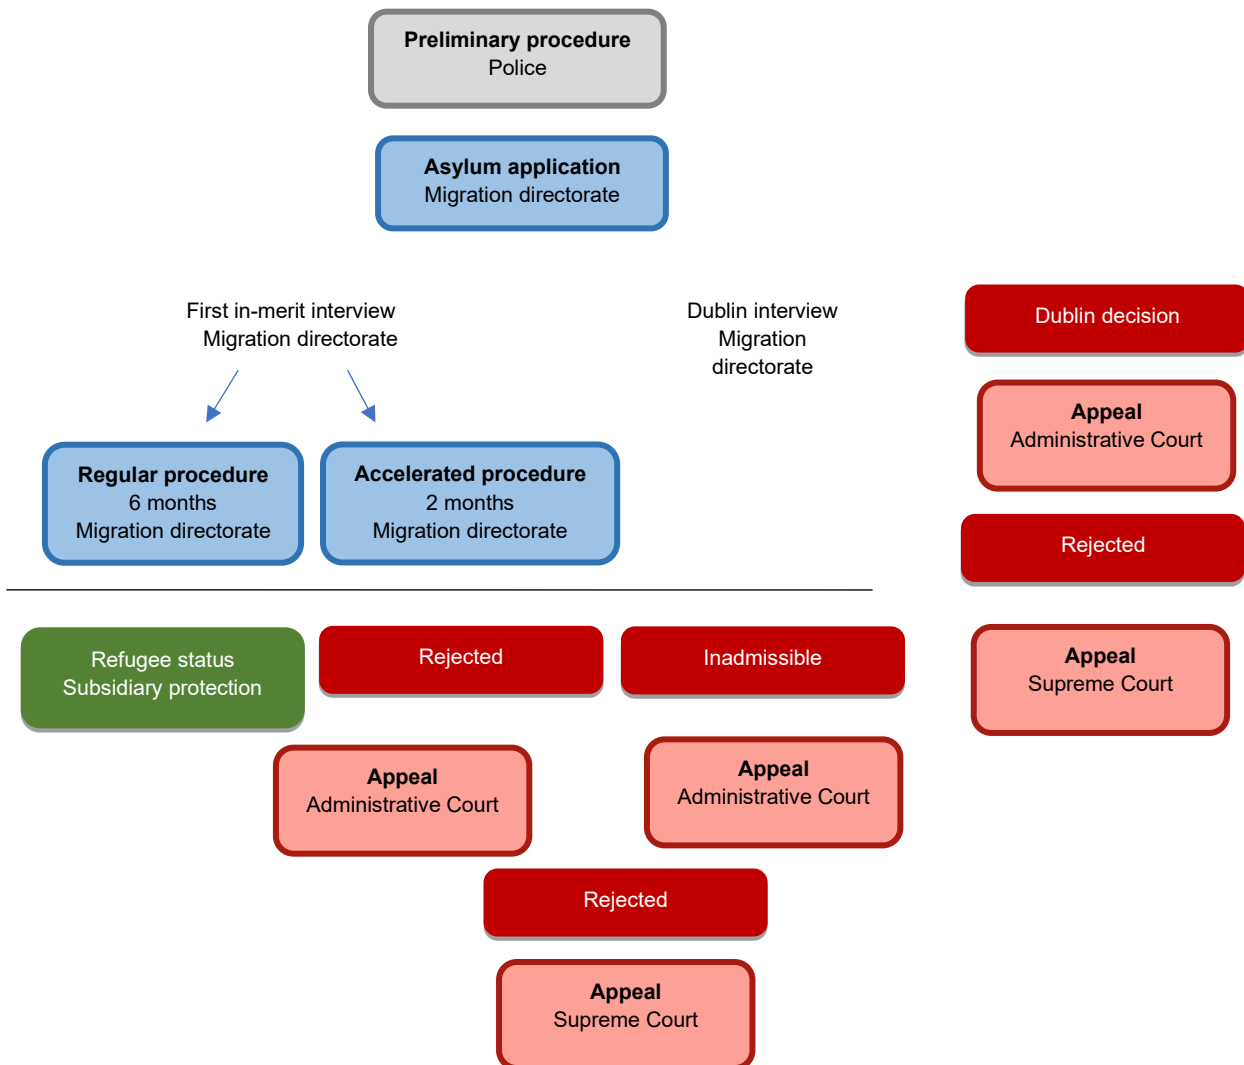 Preliminary procedure
Police
Asylum application
Migration directorate
First in-merit interview
Migration directorate
Dublin interview
Migration
directorate
Dublin decision
Appeal
Administrative Court
Regular procedure
6 months
Migration directorate
Accelerated procedure
2 months
Migration directorate
Rejected
Refugee status
Subsidiary protection
Rejected
Inadmissible
Appeal
Supreme Court
Appeal
Administrative Court
Appeal
Administrative Court
Rejected
Appeal
Supreme Court